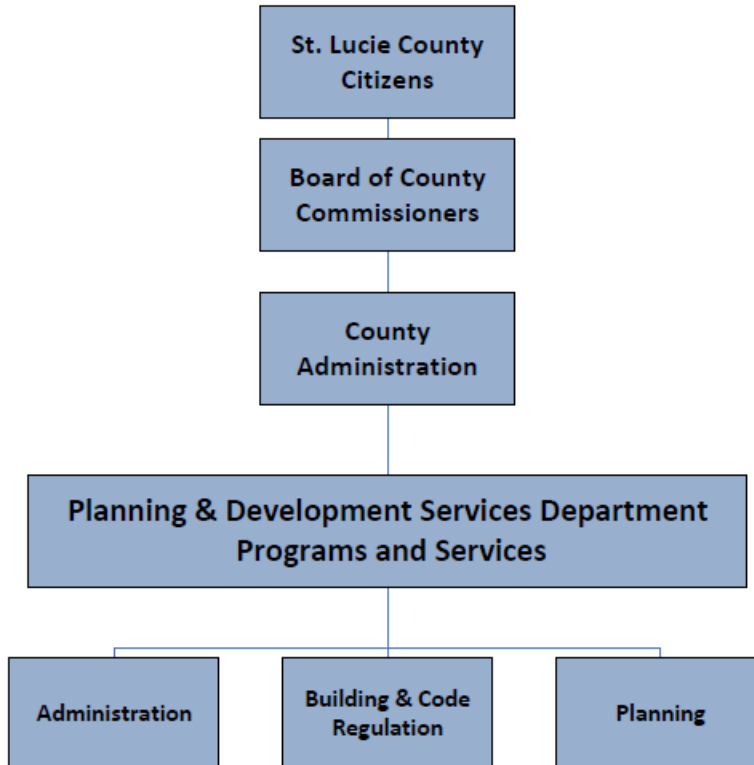 St. Lucie County
Citizens
Board of County
Commissioners
County
Administration
Planning & Development Services Department
Programs and Services
Administration
Building & Code
Regulation
Planning